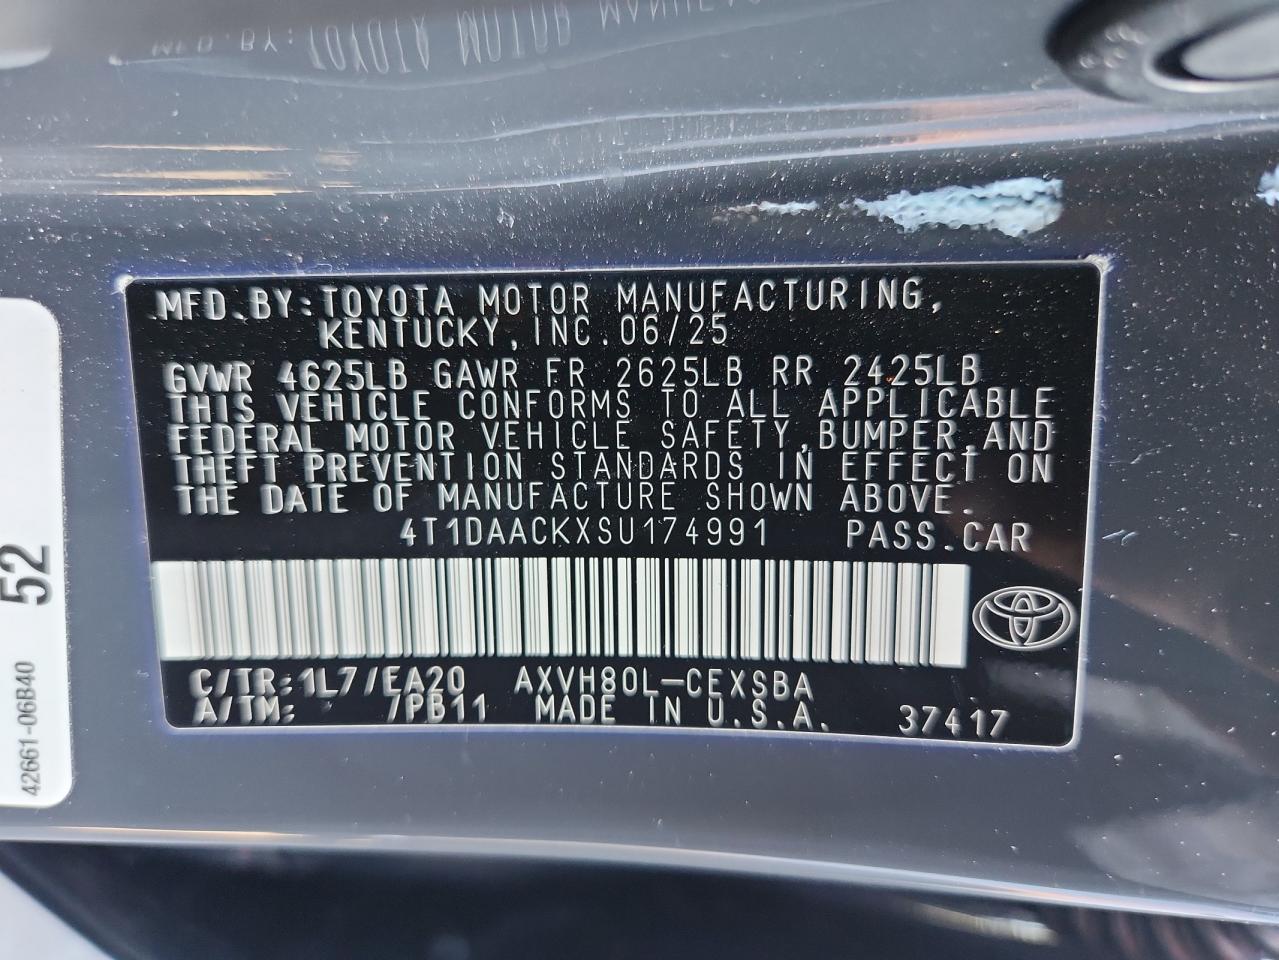 MFD.BY:TOYOTA MOTOR MANUFACTURING,
KENTUCKY,INC.06/25
GVWR 4625LB GAWR FR 2625LB RR 2425LB
THIS VEHICLE CONFORMS TO ALL APPLICABLE
FEDERAL MOTOR VEHICLE SAFETY,BUMPER,AND
THEFT PREVENTION STANDARDS IN EFFECT ON
THE DATE OF MANUFACTURE SHOWN ABOVE.
4T1DAACKXSU174991 PASS.CAR
C/TR:1L7/EA20 AXVH80L-CEXSBA
A/TM: /PB11 MADE IN U.S.A. 37417
52
42661-06B40